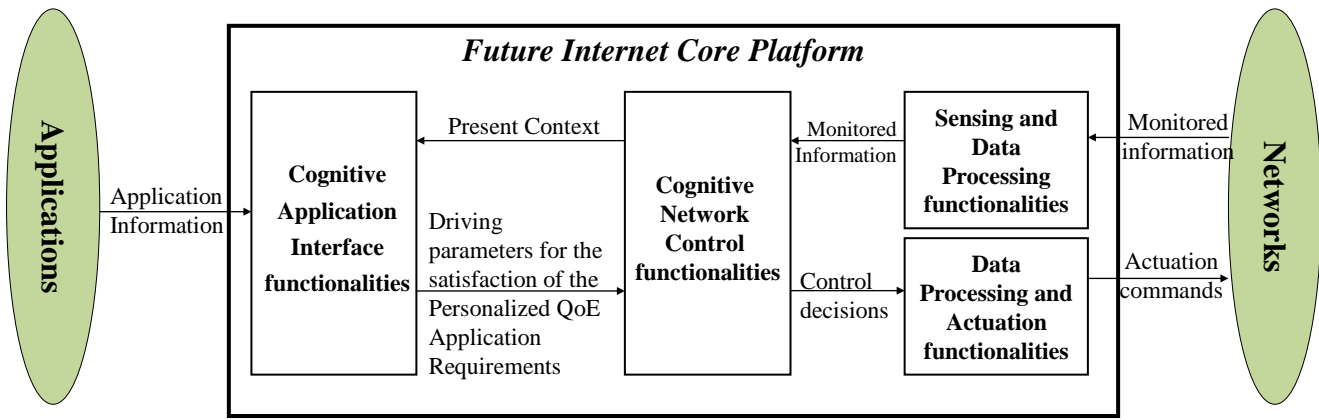 Future Internet Core Platform
Applications
Application
Information
Cognitive
Application
Interface
functionalities
Present Context
Driving
parameters for the
satisfaction of the
Personalized QoE
Application
Requirements
Cognitive
Network
Control
functionalities
Monitored
Information
Control
decisions
Sensing and
Data
Processing
functionalities
Data
Processing and
Actuation
functionalities
Monitored
information
Actuation
commands
Networks